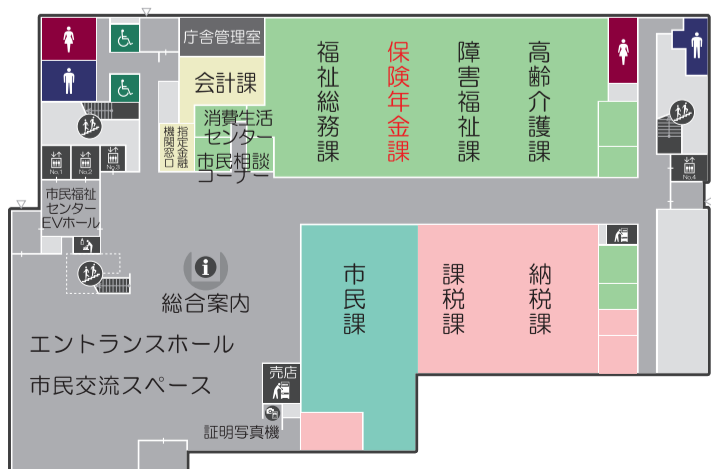 庁舎管理室
会計課
指定金融
機関窓口
消費生活
センター
市民相談
コーナー
福祉総務課
保険年金課
障害福祉課
高齢介護課
No.1
No.2
No.3
No.4
市民福祉
センター
EVホール
総合案内
エントランスホール
市民交流スペース
売店
証明写真機
市民課
課税課
納税課